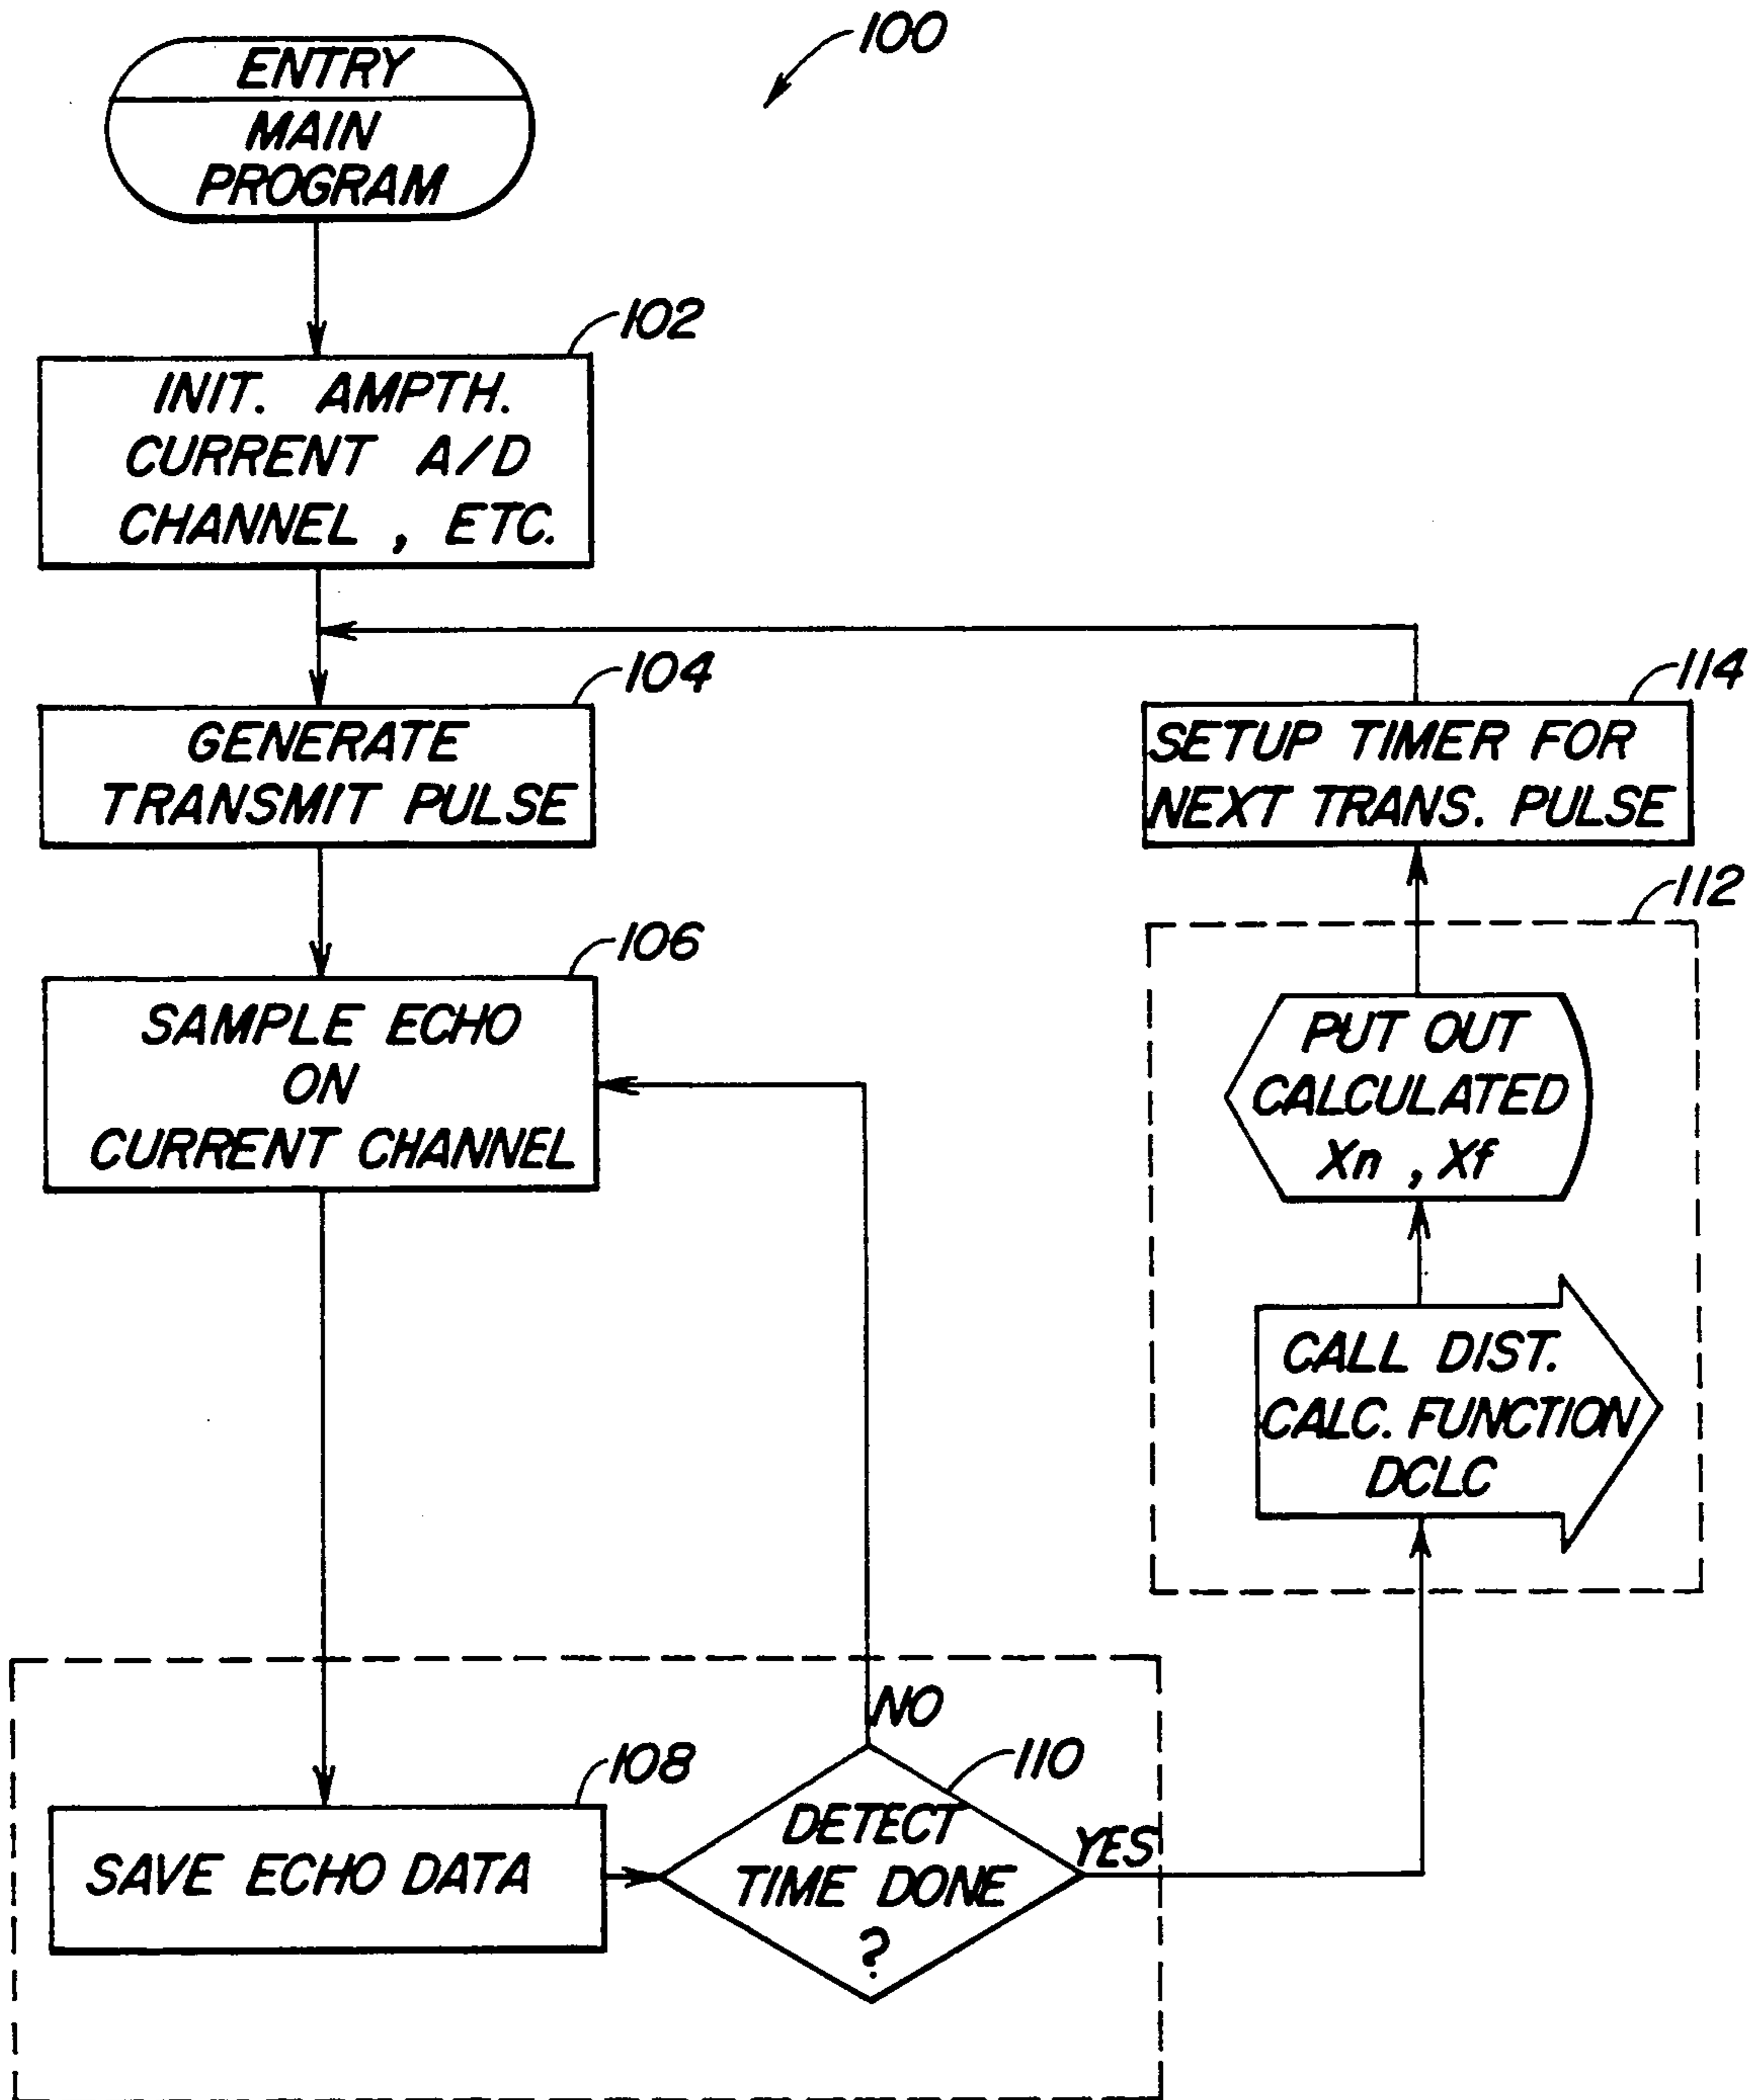 100
ENTRY
MAIN
PROGRAM
102
INIT. AMPTH.
CURRENT A/D
CHANNEL , ETC.
104
GENERATE
TRANSMIT PULSE
106
SAMPLE ECHO
ON
CURRENT CHANNEL
108
SAVE ECHO DATA
110
DETECT
TIME DONE
?
NO
YES
112
CALL DIST.
CALC. FUNCTION
DCLC
PUT OUT
CALCULATED
Xn , Xf
114
SETUP TIMER FOR
NEXT TRANS. PULSE